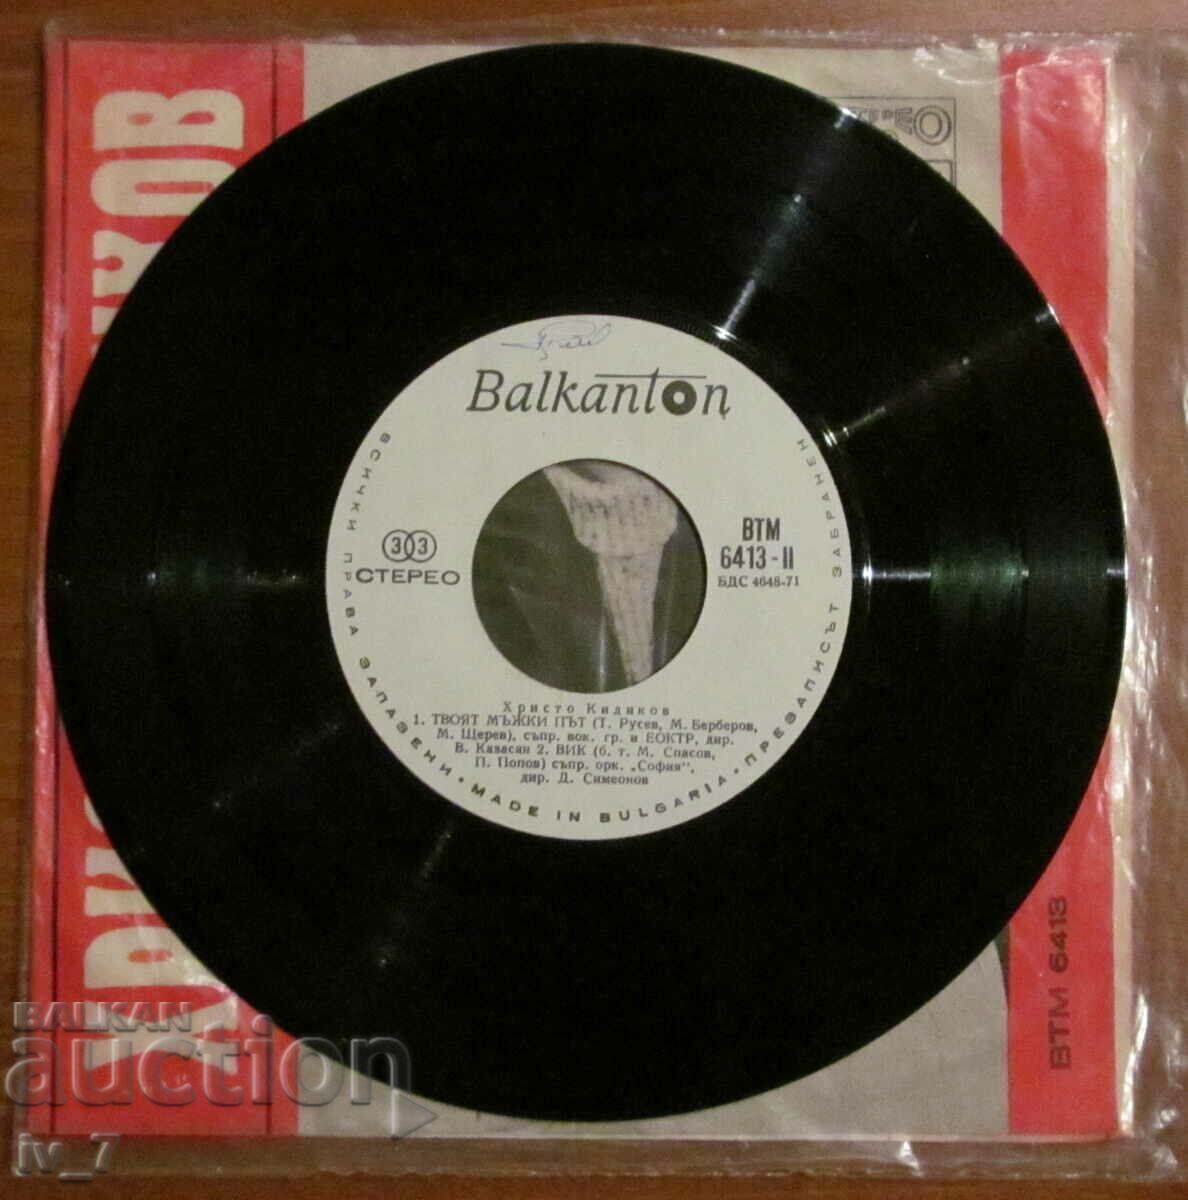 Balkanton
ВСИЧКИ ПРАВА ЗАПАЗЕНИ • MADE IN BULGARIA • ПРЕЗАПИСЪТ ЗАБРАНЕН
33
СТЕРЕО
ВТМ
6413 - II
БДС 4648-71
Христо Кидиков
1. ТВОЯТ МЪЖКИ ПЪТ (Т. Русев, М. Берберов,
М. Щерев), съпр. вок. гр. и ЕОКТР, дир.
В. Казасян 2. ВИК (б. т. М. Спасов,
П. Попов) съпр. орк. „София",
дир. Д. Симеонов
ВТМ 6413
BALKAN
auction
iv_7